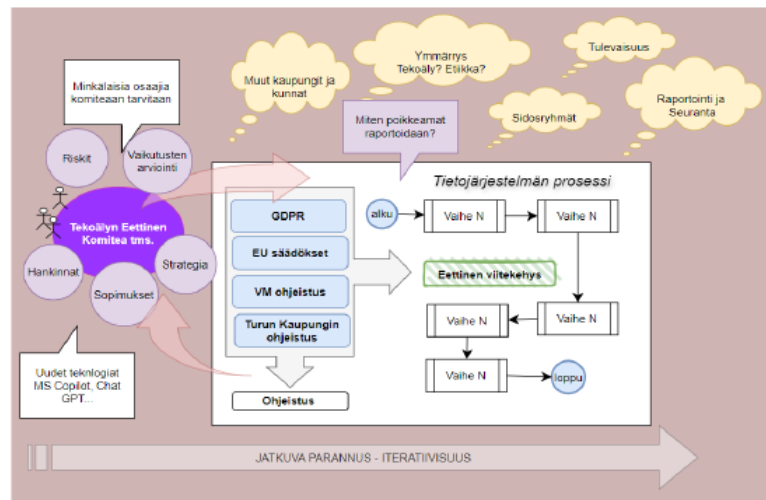 Muut kaupungit ja
kunnat
Ymmärrys
Tekoäly? Etiikka?
Tulevaisuus
Raportointi ja
Seuranta
Sidosryhmät
Minkälaisia osaajia
komiteaan tarvitaan
Miten poikkeamat
raportoidaan?
Riskit
Vaikutusten
arviointi
Tekoälyn Eettinen
Komitea tms.
Hankinnat
Sopimukset
Strategia
Uudet teknlogiat
MS Copilot, Chat
GPT...
Tietojärjestelmän prosessi
GDPR
EU säädökset
VM ohjeistus
Turun Kaupungin
ohjeistus
Ohjeistus
alku
Vaihe N
Vaihe N
Eettinen viitekehys
Vaihe N
Vaihe N
Vaihe N
loppu
JATKUVA PARANNUS - ITERATIIVISUUS